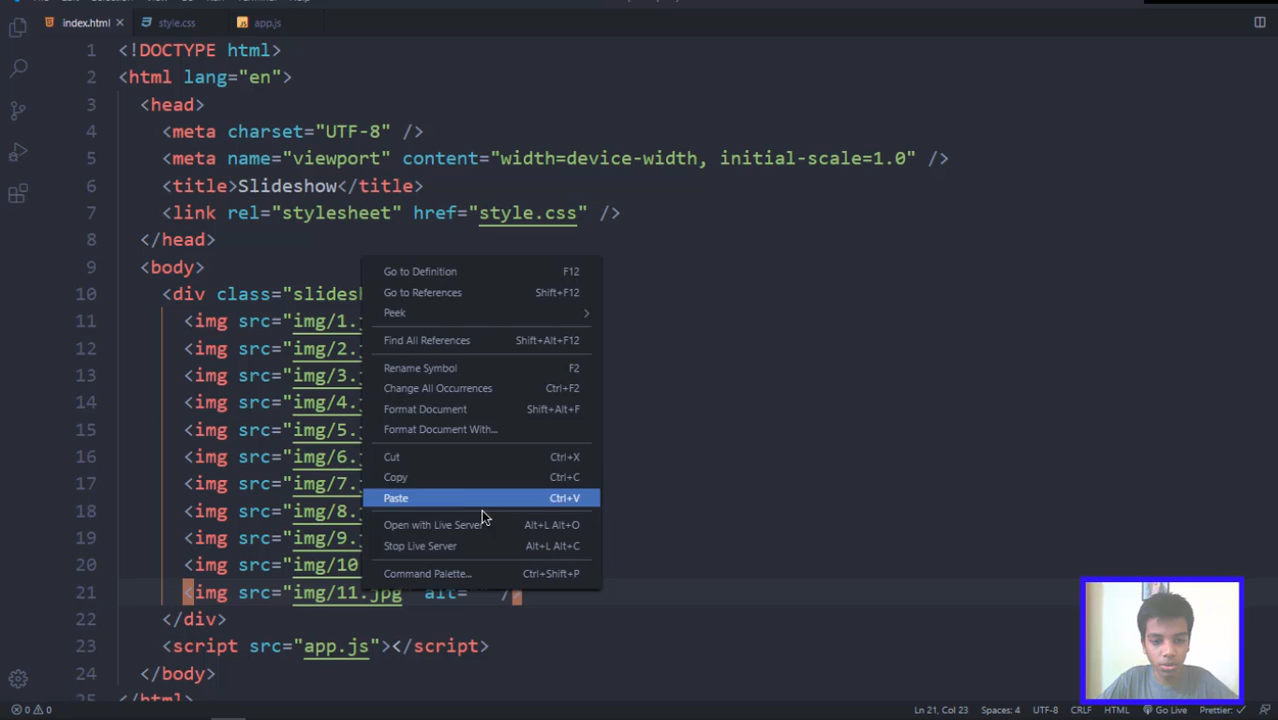 index.html × style.css app.js
1 <!DOCTYPE html>
2 <html lang="en">
3 <head>
4 <meta charset="UTF-8" />
5 <meta name="viewport" content="width=device-width, initial-scale=1.0" />
6 <title>Slideshow</title>
7 <link rel="stylesheet" href="style.css" />
8 </head>
9 <body>
10 <div class="slidesh
11 <img src="img/1.j
12 <img src="img/2.j
13 <img src="img/3.j
14 <img src="img/4.j
15 <img src="img/5.j
16 <img src="img/6.j
17 <img src="img/7.j
18 <img src="img/8.j
19 <img src="img/9.j
20 <img src="img/10
21 <img src="img/11.jpg" alt="" />
22 </div>
23 <script src="app.js"></script>
24 </body>
25 </html>
Go to Definition F12
Go to References Shift+F12
Peek >
Find All References Shift+Alt+F12
Rename Symbol F2
Change All Occurrences Ctrl+F2
Format Document Shift+Alt+F
Format Document With...
Cut Ctrl+X
Copy Ctrl+C
Paste Ctrl+V
Open with Live Server Alt+L Alt+O
Stop Live Server Alt+L Alt+C
Command Palette... Ctrl+Shift+P
0 0 Ln 21, Col 23 Spaces: 4 UTF-8 CRLF HTML Go Live Prettier: ✓